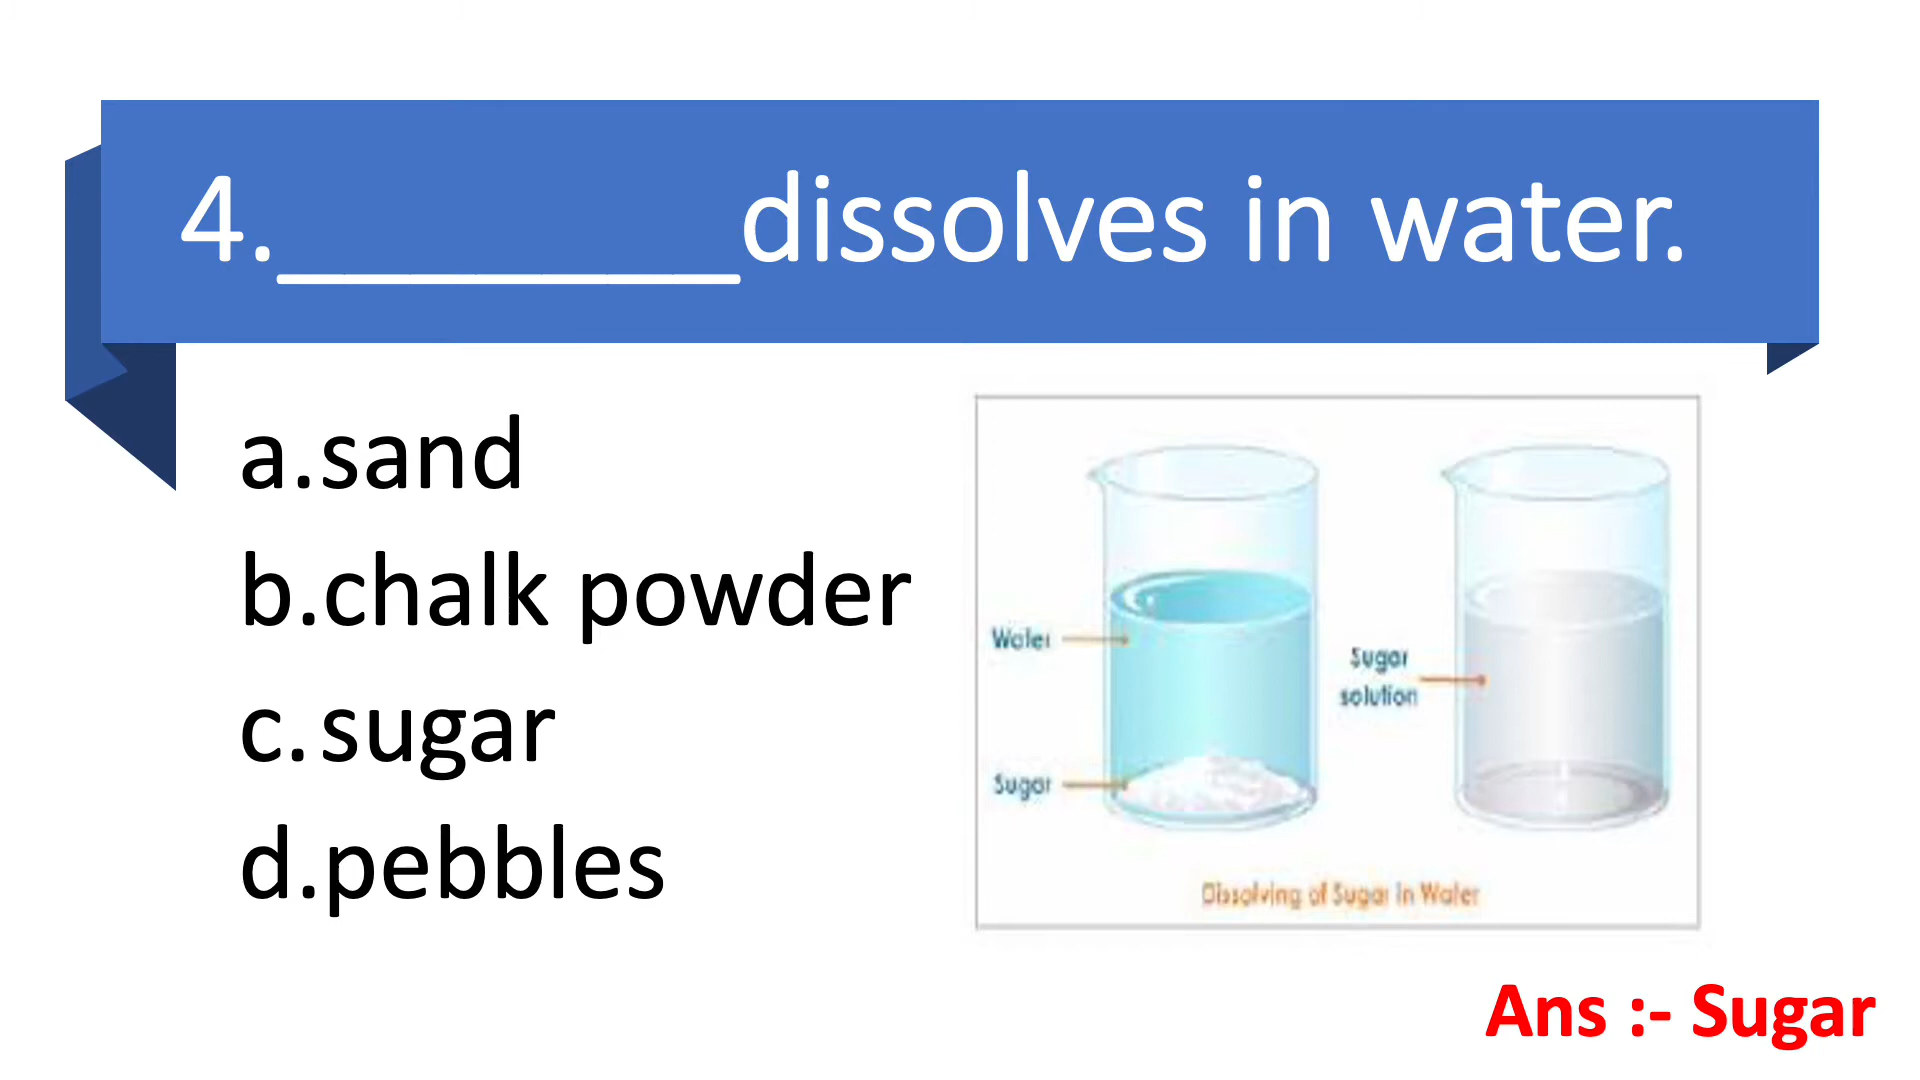 4.________dissolves in water.
a.sand
b.chalk powder
c.sugar
d.pebbles
Water
Sugar
Sugar
solution
Dissolving of Sugar in Water
Ans :- Sugar